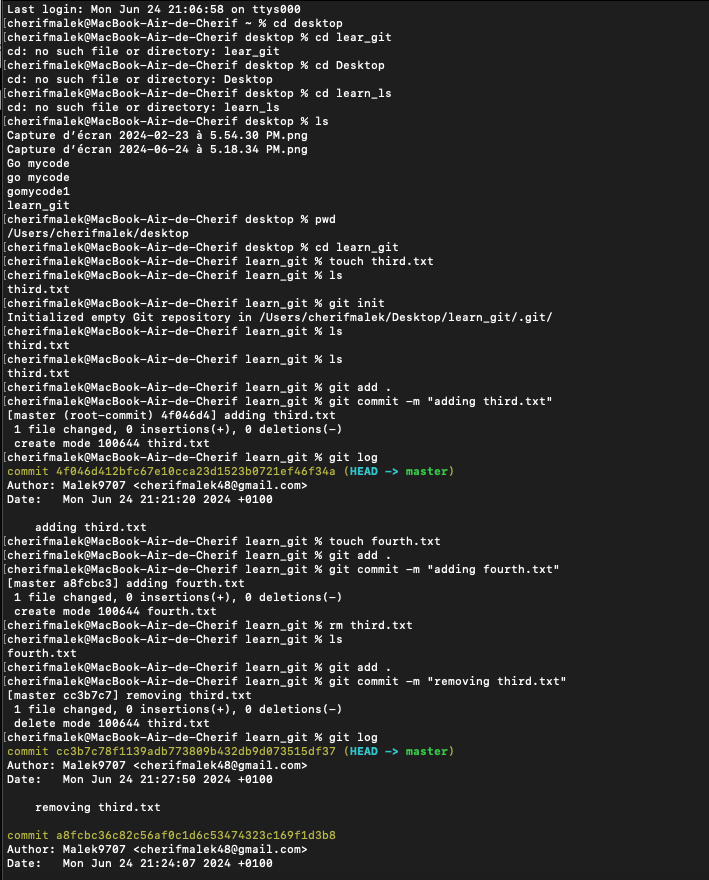 Last login: Mon Jun 24 21:06:58 on ttys000
[cherifmalek@MacBook-Air-de-Cherif ~ % cd desktop
[cherifmalek@MacBook-Air-de-Cherif desktop % cd lear_git
cd: no such file or directory: lear_git
[cherifmalek@MacBook-Air-de-Cherif desktop % cd Desktop
cd: no such file or directory: Desktop
[cherifmalek@MacBook-Air-de-Cherif desktop % cd learn_ls
cd: no such file or directory: learn_ls
[cherifmalek@MacBook-Air-de-Cherif desktop % ls
Capture d'écran 2024-02-23 à 5.54.30 PM.png
Capture d'écran 2024-06-24 à 5.18.34 PM.png
Go mycode
go mycode
gomycode1
learn_git
[cherifmalek@MacBook-Air-de-Cherif desktop % pwd
/Users/cherifmalek/desktop
[cherifmalek@MacBook-Air-de-Cherif desktop % cd learn_git
[cherifmalek@MacBook-Air-de-Cherif learn_git % touch third.txt
[cherifmalek@MacBook-Air-de-Cherif learn_git % ls
third.txt
[cherifmalek@MacBook-Air-de-Cherif learn_git % git init
Initialized empty Git repository in /Users/cherifmalek/Desktop/learn_git/.git/
[cherifmalek@MacBook-Air-de-Cherif learn_git % ls
third.txt
[cherifmalek@MacBook-Air-de-Cherif learn_git % ls
third.txt
[cherifmalek@MacBook-Air-de-Cherif learn_git % git add .
[cherifmalek@MacBook-Air-de-Cherif learn_git % git commit -m "adding third.txt"
[master (root-commit) 4f046d4] adding third.txt
 1 file changed, 0 insertions(+), 0 deletions(-)
 create mode 100644 third.txt
[cherifmalek@MacBook-Air-de-Cherif learn_git % git log
commit 4f046d412bfc67e10cca23d1523b0721ef46f34a (HEAD -> master)
Author: Malek9707 <cherifmalek48@gmail.com>
Date:   Mon Jun 24 21:21:20 2024 +0100
    adding third.txt
[cherifmalek@MacBook-Air-de-Cherif learn_git % touch fourth.txt
[cherifmalek@MacBook-Air-de-Cherif learn_git % git add .
[cherifmalek@MacBook-Air-de-Cherif learn_git % git commit -m "adding fourth.txt"
[master a8fcbc3] adding fourth.txt
 1 file changed, 0 insertions(+), 0 deletions(-)
 create mode 100644 fourth.txt
[cherifmalek@MacBook-Air-de-Cherif learn_git % rm third.txt
[cherifmalek@MacBook-Air-de-Cherif learn_git % ls
fourth.txt
[cherifmalek@MacBook-Air-de-Cherif learn_git % git add .
[cherifmalek@MacBook-Air-de-Cherif learn_git % git commit -m "removing third.txt"
[master cc3b7c7] removing third.txt
 1 file changed, 0 insertions(+), 0 deletions(-)
 delete mode 100644 third.txt
[cherifmalek@MacBook-Air-de-Cherif learn_git % git log
commit cc3b7c78f1139adb773809b432db9d073515df37 (HEAD -> master)
Author: Malek9707 <cherifmalek48@gmail.com>
Date:   Mon Jun 24 21:27:50 2024 +0100
    removing third.txt
commit a8fcbc36c82c56af0c1d6c53474323c169f1d3b8
Author: Malek9707 <cherifmalek48@gmail.com>
Date:   Mon Jun 24 21:24:07 2024 +0100